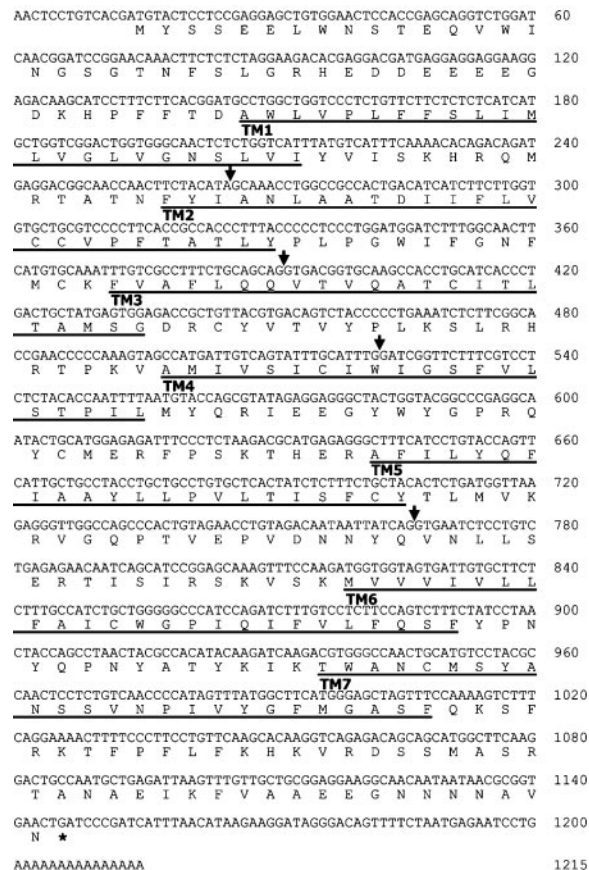 AACTCCTGTCACGATGTACTCCTCCGAGGAGCTGTGGAACTCCACCGAGCAGGTCTGGAT 60
M Y S S E E L W N S T E Q V W I
CAACGGATCCGGAACAAACTTCTCTCTAGGAAGACACGAGGACGATGAGGAGGAGGAAGG 120
N G S G T N F S L G R H E D D E E E E G
AGACAAGCATCCTTTCTTCACGGATGCCTGGCTGGTCCCTCTGTTCTTCTCTCTCATCAT 180
D K H P F F T D A W L V P L F F S L I M
TM1
GCTGGTCGGACTGGTGGGCAACTCTCTGGTCATTTATGTCATTTCAAAACACAGACAGAT 240
L V G L V G N S L V I Y V I S K H R Q M
GAGGACGGCAACCAACTTCTACATAGCAAACCTGGCCGCCACTGACATCATCTTCTTGGT 300
R T A T N F Y I A N L A A T D I I F L V
TM2
GTGCTGCGTCCCCTTCACCGCCACCCTTTACCCCCTCCCTGGATGGATCTTTGGCAACTT 360
C C V P F T A T L Y P L P G W I F G N F
CATGTGCAAATTTGTCGCCTTTCTGCAGCAGGTGACGGTGCAAGCCACCTGCATCACCCT 420
M C K F V A F L Q Q V T V Q A T C I T L
TM3
GACTGCTATGAGTGGAGACCGCTGTTACGTGACAGTCTACCCCCTGAAATCTCTTCGGCA 480
T A M S G D R C Y V T V Y P L K S L R H
CCGAACCCCCAAAGTAGCCATGATTGTCAGTATTTGCATTTGGATCGGTTCTTTCGTCCT 540
R T P K V A M I V S I C I W I G S F V L
TM4
CTCTACACCAATTTTAATGTACCAGCGTATAGAGGAGGGCTACTGGTACGGCCCGAGGCA 600
S T P I L M Y Q R I E E G Y W Y G P R Q
ATACTGCATGGAGAGATTTCCCTCTAAGACGCATGAGAGGGCTTTCATCCTGTACCAGTT 660
Y C M E R F P S K T H E R A F I L Y Q F
TM5
CATTGCTGCCTACCTGCTGCCTGTGCTCACTATCTCTTTCTGCTACACTCTGATGGTTAA 720
I A A Y L L P V L T I S F C Y T L M V K
GAGGGTTGGCCAGCCCACTGTAGAACCTGTAGACAATAATTATCAGGTGAATCTCCTGTC 780
R V G Q P T V E P V D N N Y Q V N L L S
TGAGAGAACAATCAGCATCCGGAGCAAAGTTTCCAAGATGGTGGTAGTGATTGTGCTTCT 840
E R T I S I R S K V S K M V V V I V L L
TM6
CTTTGCCATCTGCTGGGGGCCCATCCAGATCTTTGTCCTCTTCCAGTCTTTCTATCCTAA 900
F A I C W G P I Q I F V L F Q S F Y P N
CTACCAGCCTAACTACGCCACATACAAGATCAAGACGTGGGCCAACTGCATGTCCTACGC 960
Y Q P N Y A T Y K I K T W A N C M S Y A
TM7
CAACTCCTCTGTCAACCCCATAGTTTATGGCTTCATGGGAGCTAGTTTCCAAAAGTCTTT 1020
N S S V N P I V Y G F M G A S F Q K S F
CAGGAAAACTTTTCCCTTCCTGTTCAAGCACAAGGTCAGAGACAGCAGCATGGCTTCAAG 1080
R K T F P F L F K H K V R D S S M A S R
GACTGCCAATGCTGAGATTAAGTTTGTTGCTGCGGAGGAAGGCAACAATAATAACGCGGT 1140
T A N A E I K F V A A E E G N N N N A V
GAACTGATCCCGATCATTTAACATAAGAAGGATAGGGACAGTTTTCTAATGAGAATCCTG 1200
N *
AAAAAAAAAAAAAAA 1215